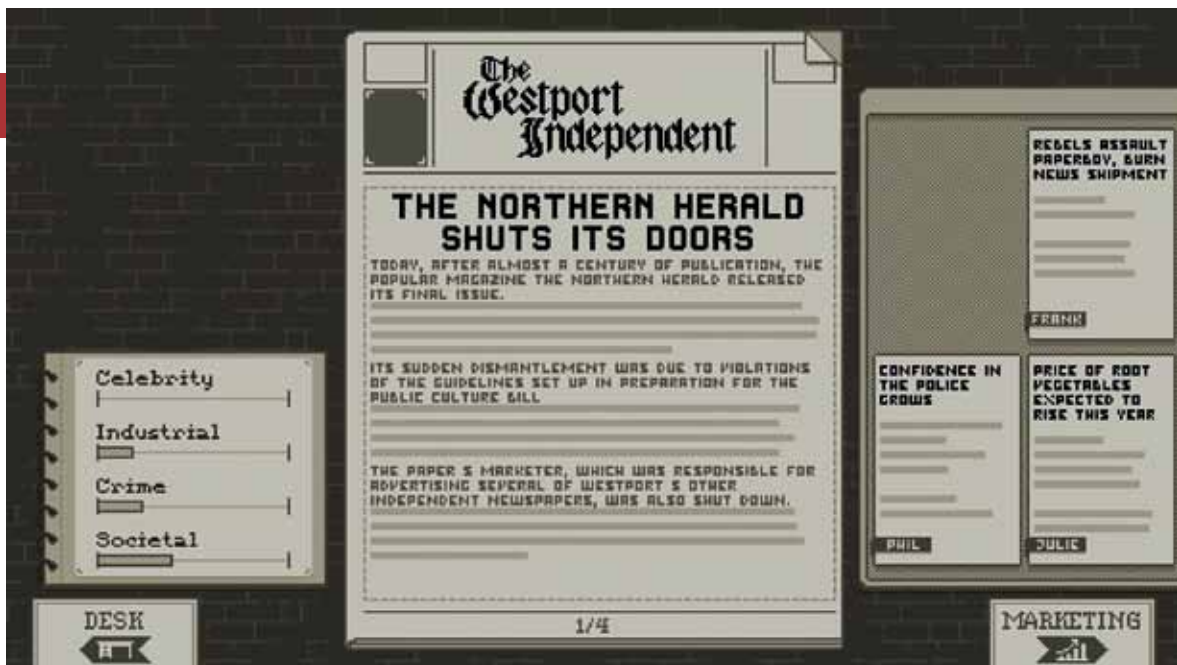 The
Westport
Independent
THE NORTHERN HERALD
SHUTS ITS DOORS
TODAY, AFTER ALMOST A CENTURY OF PUBLICATION, THE
POPULAR MAGAZINE THE NORTHERN HERALD RELEASED
ITS FINAL ISSUE.
ITS SUDDEN DISMANTLEMENT WAS DUE TO VIOLATIONS
OF THE GUIDELINES SET UP IN PREPARATION FOR THE
PUBLIC CULTURE BILL
THE PAPER S MARKETER, WHICH WAS RESPONSIBLE FOR
ADVERTISING SEVERAL OF WESTPORT S OTHER
INDEPENDENT NEWSPAPERS, WAS ALSO SHUT DOWN.
1/4
Celebrity
Industrial
Crime
Societal
DESK
REBELS ASSAULT
PAPERBOY, BURN
NEWS SHIPMENT
FRANK
CONFIDENCE IN
THE POLICE
GROWS
PHIL
PRICE OF ROOT
VEGETABLES
EXPECTED TO
RISE THIS YEAR
JULIE
MARKETING